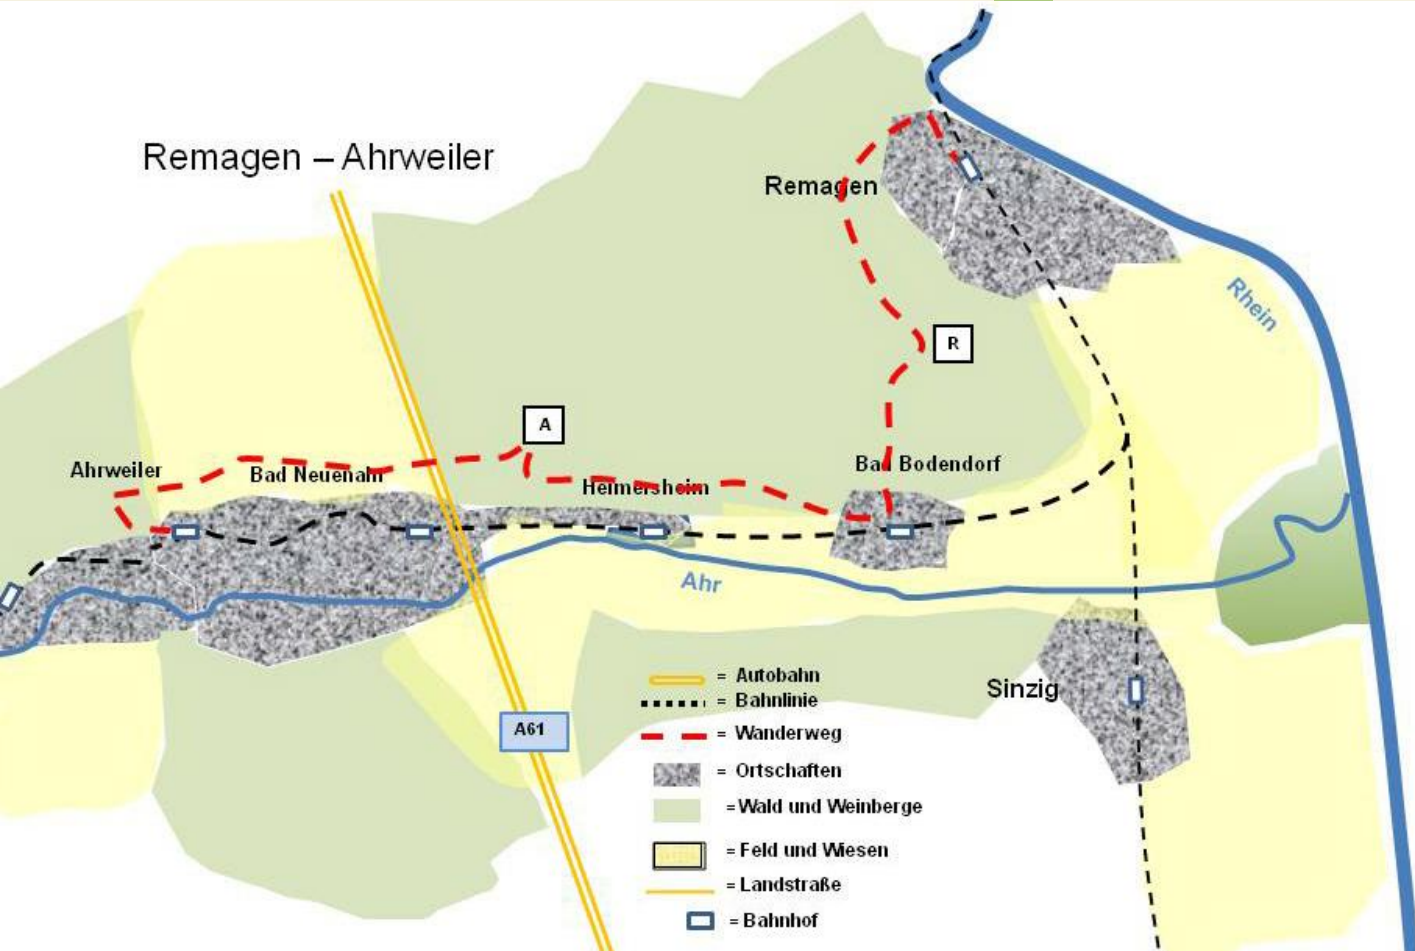 Remagen – Ahrweiler
Remagen
Rhein
R
A
Ahrweiler
Bad Neuenahr
Heimersheim
Bad Bodendorf
Ahr
Sinzig
A61
= Autobahn
= Bahnlinie
= Wanderweg
= Ortschaften
=Wald und Weinberge
= Feld und Wiesen
= Landstraße
= Bahnhof